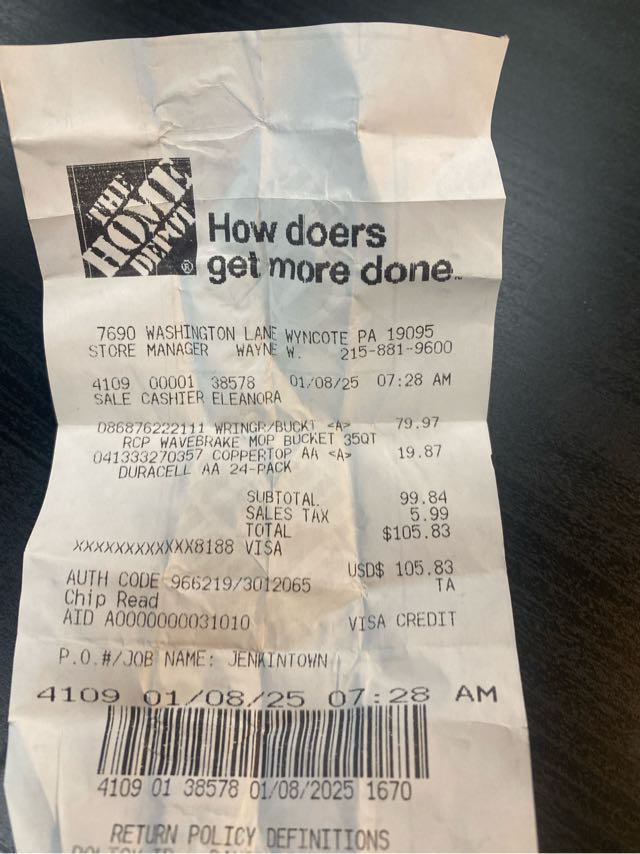 THE
HOME
DEPOT
®
How doers
get more done™
7690 WASHINGTON LANE WYNCOTE PA 19095
STORE MANAGER WAYNE W. 215-881-9600
4109 00001 38578 01/08/25 07:28 AM
SALE CASHIER ELEANORA
086876222111 WRINGR/BUCKT <A> 79.97
RCP WAVEBRAKE MOP BUCKET 35QT
041333270357 COPPERTOP AA <A> 19.87
DURACELL AA 24-PACK
SUBTOTAL 99.84
SALES TAX 5.99
TOTAL $105.83
XXXXXXXXXXXX8188 VISA
USD$ 105.83
AUTH CODE 966219/3012065 TA
Chip Read
AID A0000000031010 VISA CREDIT
P.O.#/JOB NAME: JENKINTOWN
4109 01/08/25 07:28 AM
4109 01 38578 01/08/2025 1670
RETURN POLICY DEFINITIONS